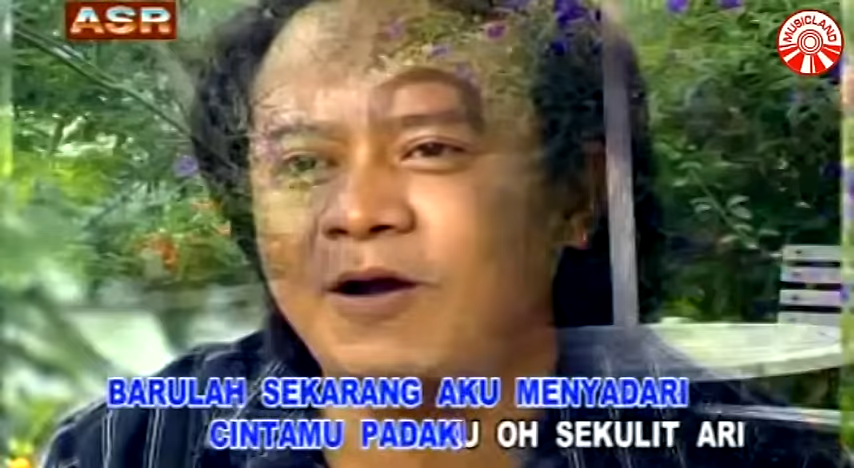 ASR
MUSICLAND
BARULAH SEKARANG AKU MENYADARI
CINTAMU PADAKU OH SEKULIT ARI